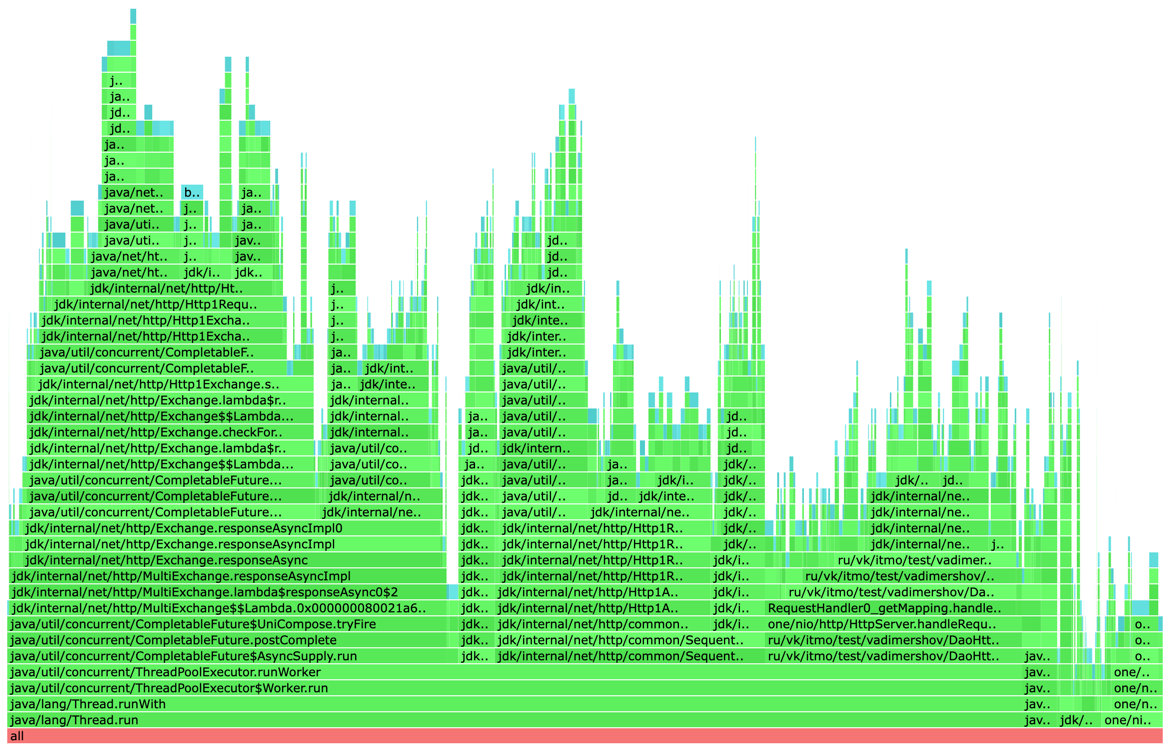 j..
ja..
jd..
jd..
ja..
ja..
ja..
java/net.. b.. ja..
java/net.. j.. ja..
java/uti.. j.. ja..
java/uti.. j.. jav.. jd..
java/net/ht.. j.. jav.. jd..
java/net/ht.. jdk/i.. jdk.. jd..
jdk/internal/net/http/Ht.. j.. jdk/in..
jdk/internal/net/http/Http1Requ.. j.. jdk/int..
jdk/internal/net/http/Http1Excha.. j.. jdk/inte..
jdk/internal/net/http/Http1Excha.. j.. jdk/inter..
java/util/concurrent/CompletableF.. ja.. jdk/inter..
java/util/concurrent/CompletableF.. ja.. jdk/int.. java/util/..
jdk/internal/net/http/Http1Exchange.s.. ja.. jdk/inte.. java/util/..
jdk/internal/net/http/Exchange.lambda$r.. jdk/internal.. java/util/..
jdk/internal/net/http/Exchange$$Lambda... jdk/internal.. ja.. java/util/.. jd..
jdk/internal/net/http/Exchange.checkFor.. jdk/internal.. ja.. java/util/.. jd..
jdk/internal/net/http/Exchange.lambda$r.. java/util/co.. jd.. jdk/intern.. jd..
jdk/internal/net/http/Exchange$$Lambda... java/util/co.. ja.. java/util/.. ja.. jdk/..
java/util/concurrent/CompletableFuture... java/util/co.. jdk.. java/util/.. ja.. jdk/i.. jdk/.. jdk/.. jd..
java/util/concurrent/CompletableFuture... jdk/internal/n.. jdk.. java/util/.. jd.. jdk/inte.. jdk/.. jdk/internal/ne..
java/util/concurrent/CompletableFuture... jdk/internal/ne.. jdk.. java/util/.. jdk/internal/ne.. jdk/.. jdk/internal/ne..
jdk/internal/net/http/Exchange.responseAsyncImpl0 jdk.. jdk/internal/net/http/Http1R.. jdk/.. jdk/internal/ne..
jdk/internal/net/http/Exchange.responseAsyncImpl jdk.. jdk/internal/net/http/Http1R.. jdk/.. jdk/internal/ne.. j..
jdk/internal/net/http/Exchange.responseAsync jdk.. jdk/internal/net/http/Http1R.. jdk/i.. ru/vk/itmo/test/vadimer..
jdk/internal/net/http/MultiExchange.responseAsyncImpl jdk.. jdk/internal/net/http/Http1R.. jdk/i.. ru/vk/itmo/test/vadimershov/..
jdk/internal/net/http/MultiExchange.lambda$responseAsync0$2 jdk.. jdk/internal/net/http/Http1A.. jdk/i.. ru/vk/itmo/test/vadimershov/Da..
jdk/internal/net/http/MultiExchange$$Lambda.0x000000080021a6.. jdk.. jdk/internal/net/http/Http1A.. jdk/i.. RequestHandler0_getMapping.handle..
java/util/concurrent/CompletableFuture$UniCompose.tryFire jdk.. jdk/internal/net/http/common.. jdk/i.. one/nio/http/HttpServer.handleRequ.. o..
java/util/concurrent/CompletableFuture.postComplete jdk.. jdk/internal/net/http/common/Sequent.. ru/vk/itmo/test/vadimershov/DaoHtt.. o..
java/util/concurrent/CompletableFuture$AsyncSupply.run jdk.. jdk/internal/net/http/common/Sequent.. ru/vk/itmo/test/vadimershov/DaoHtt.. jav.. o..
java/util/concurrent/ThreadPoolExecutor.runWorker jav.. one/..
java/util/concurrent/ThreadPoolExecutor$Worker.run jav.. one/n..
java/lang/Thread.runWith jav.. one/n..
java/lang/Thread.run jav.. jdk/.. one/ni..
all